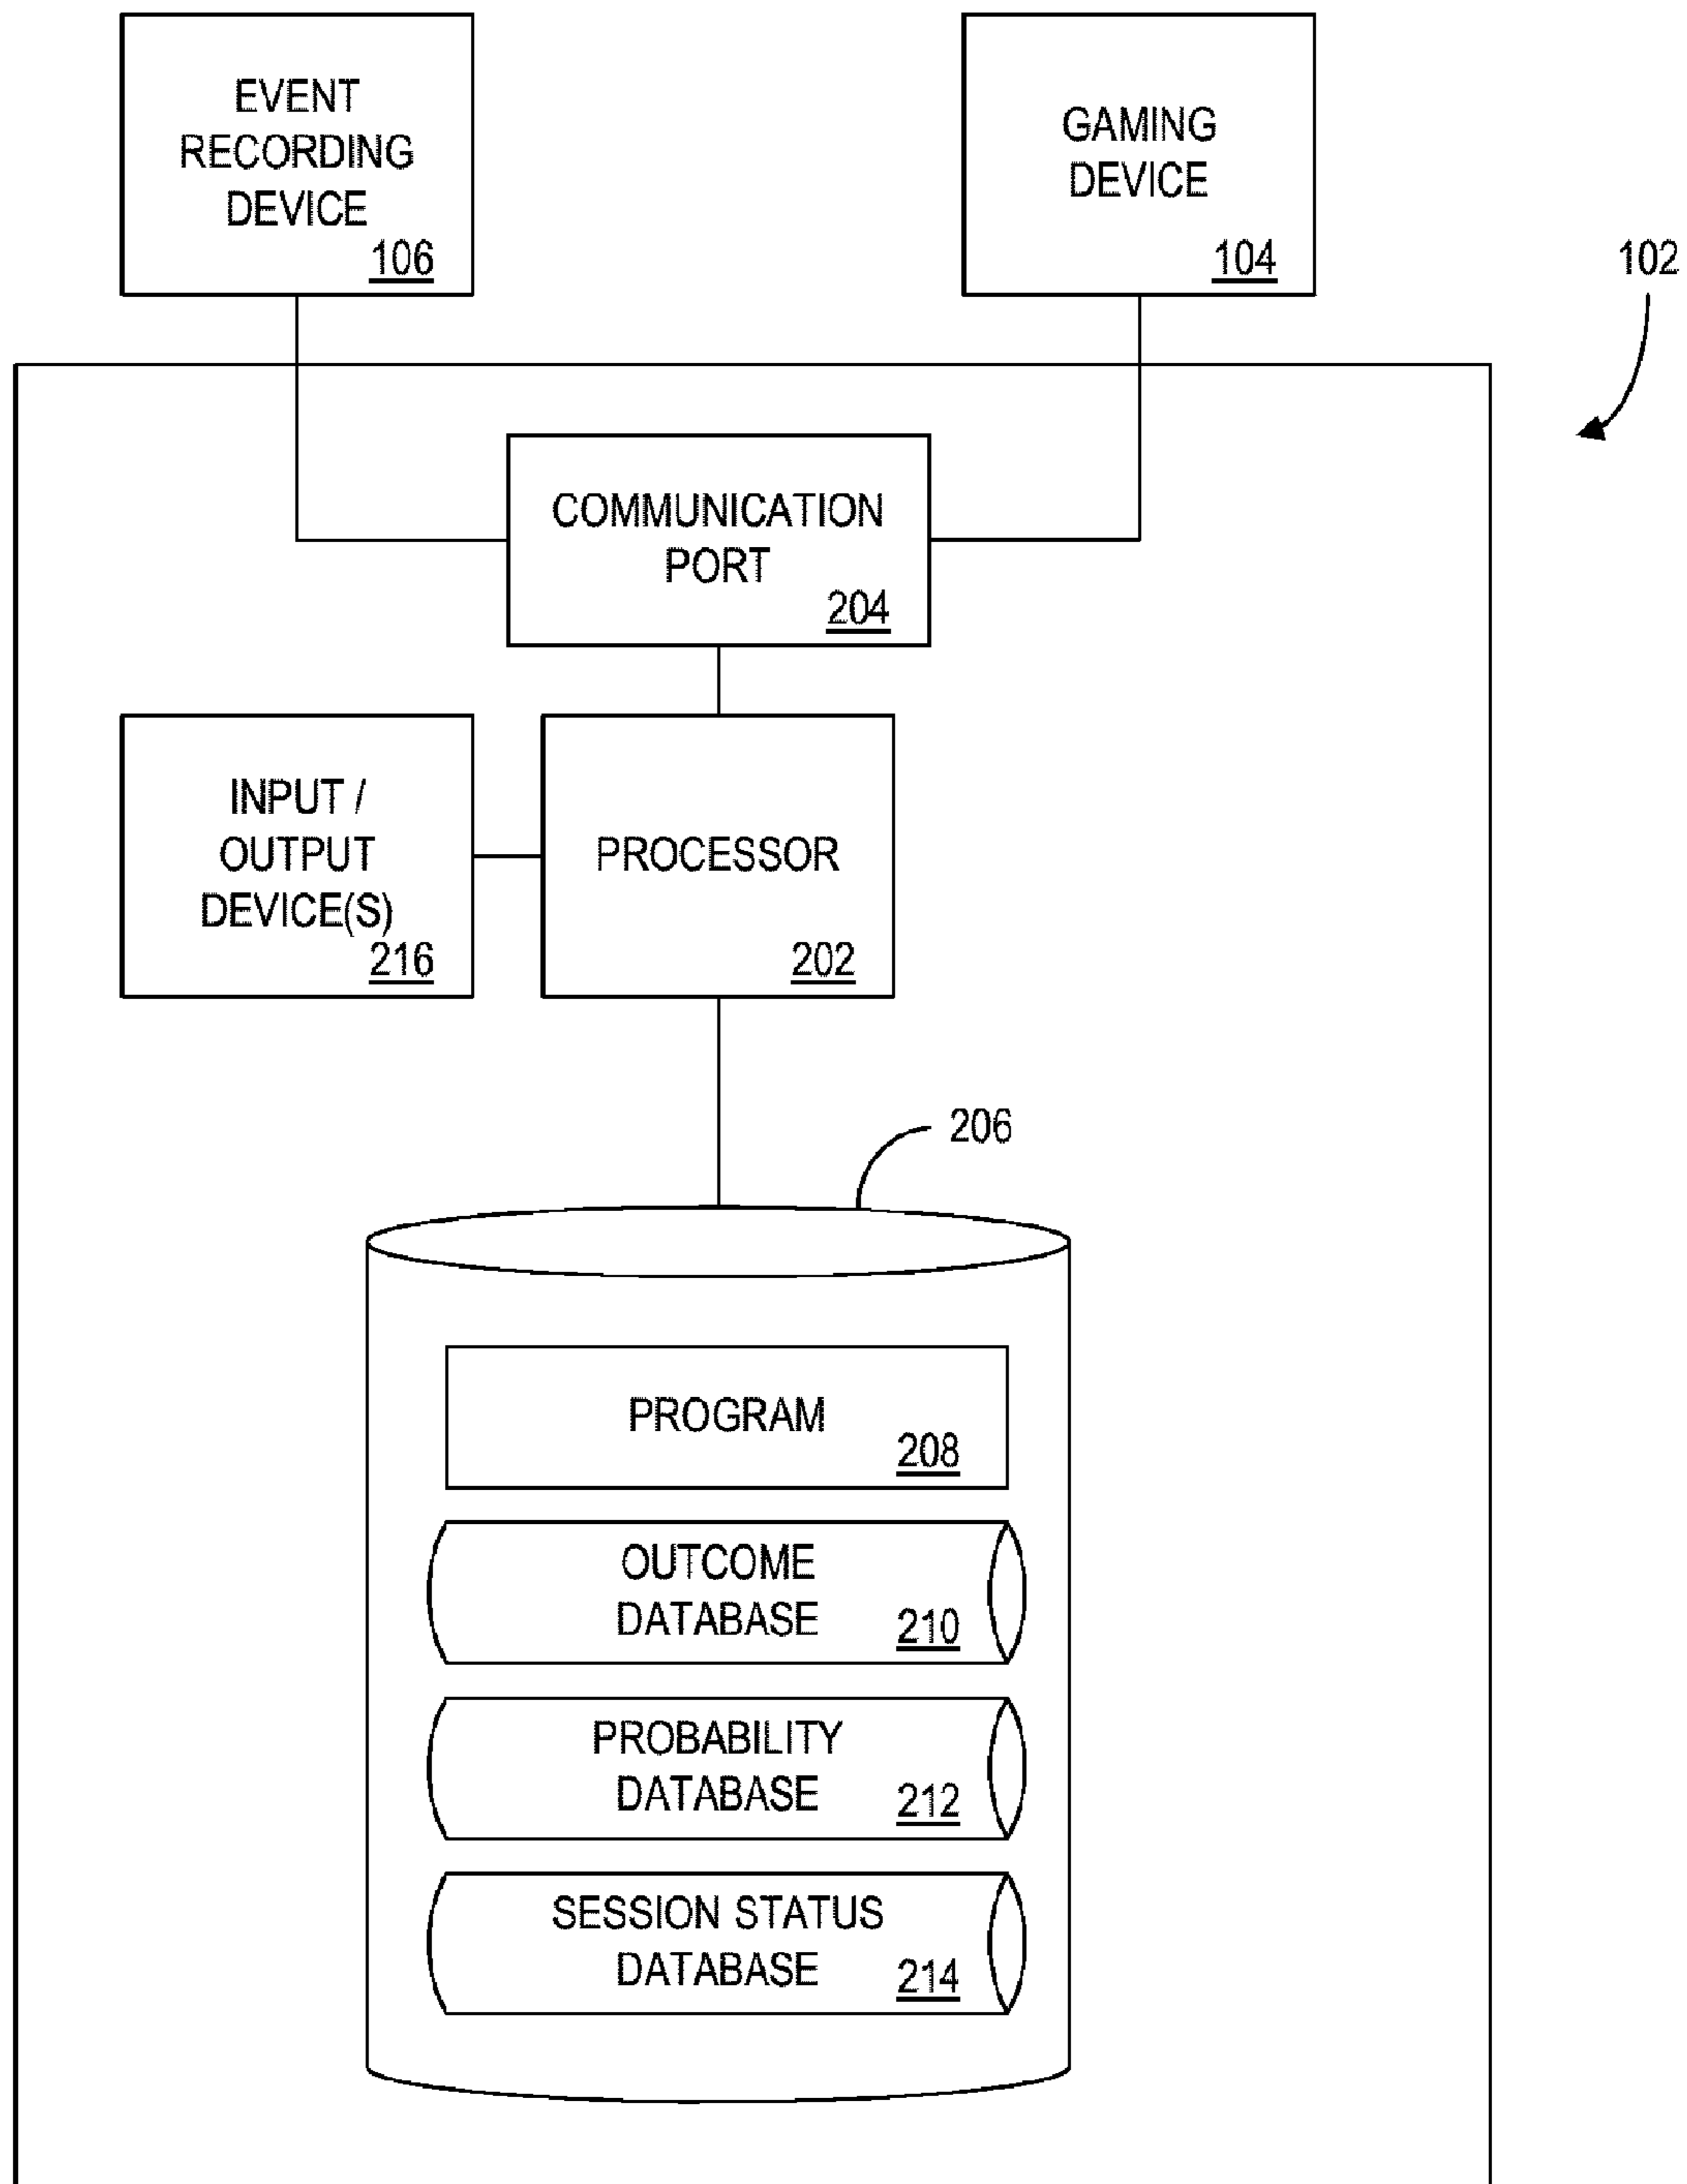 EVENT
RECORDING
DEVICE
106
GAMING
DEVICE
104
102
COMMUNICATION
PORT
204
INPUT /
OUTPUT
DEVICE(S)
216
PROCESSOR
202
206
PROGRAM
208
OUTCOME
DATABASE
210
PROBABILITY
DATABASE
212
SESSION STATUS
DATABASE
214